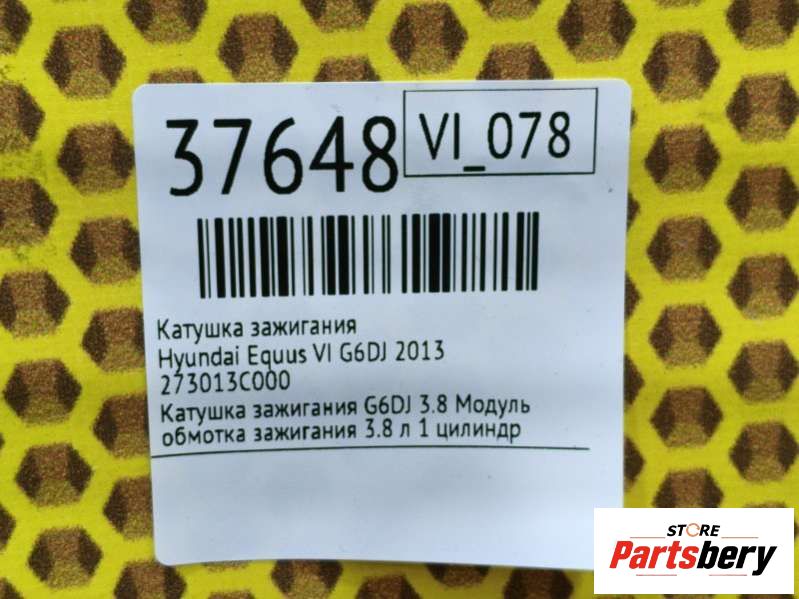 37648
VI_078
Катушка зажигания
Hyundai Equus VI G6DJ 2013
273013C000
Катушка зажигания G6DJ 3.8 Модуль
обмотка зажигания 3.8 л 1 цилиндр
STORE
Partsbery